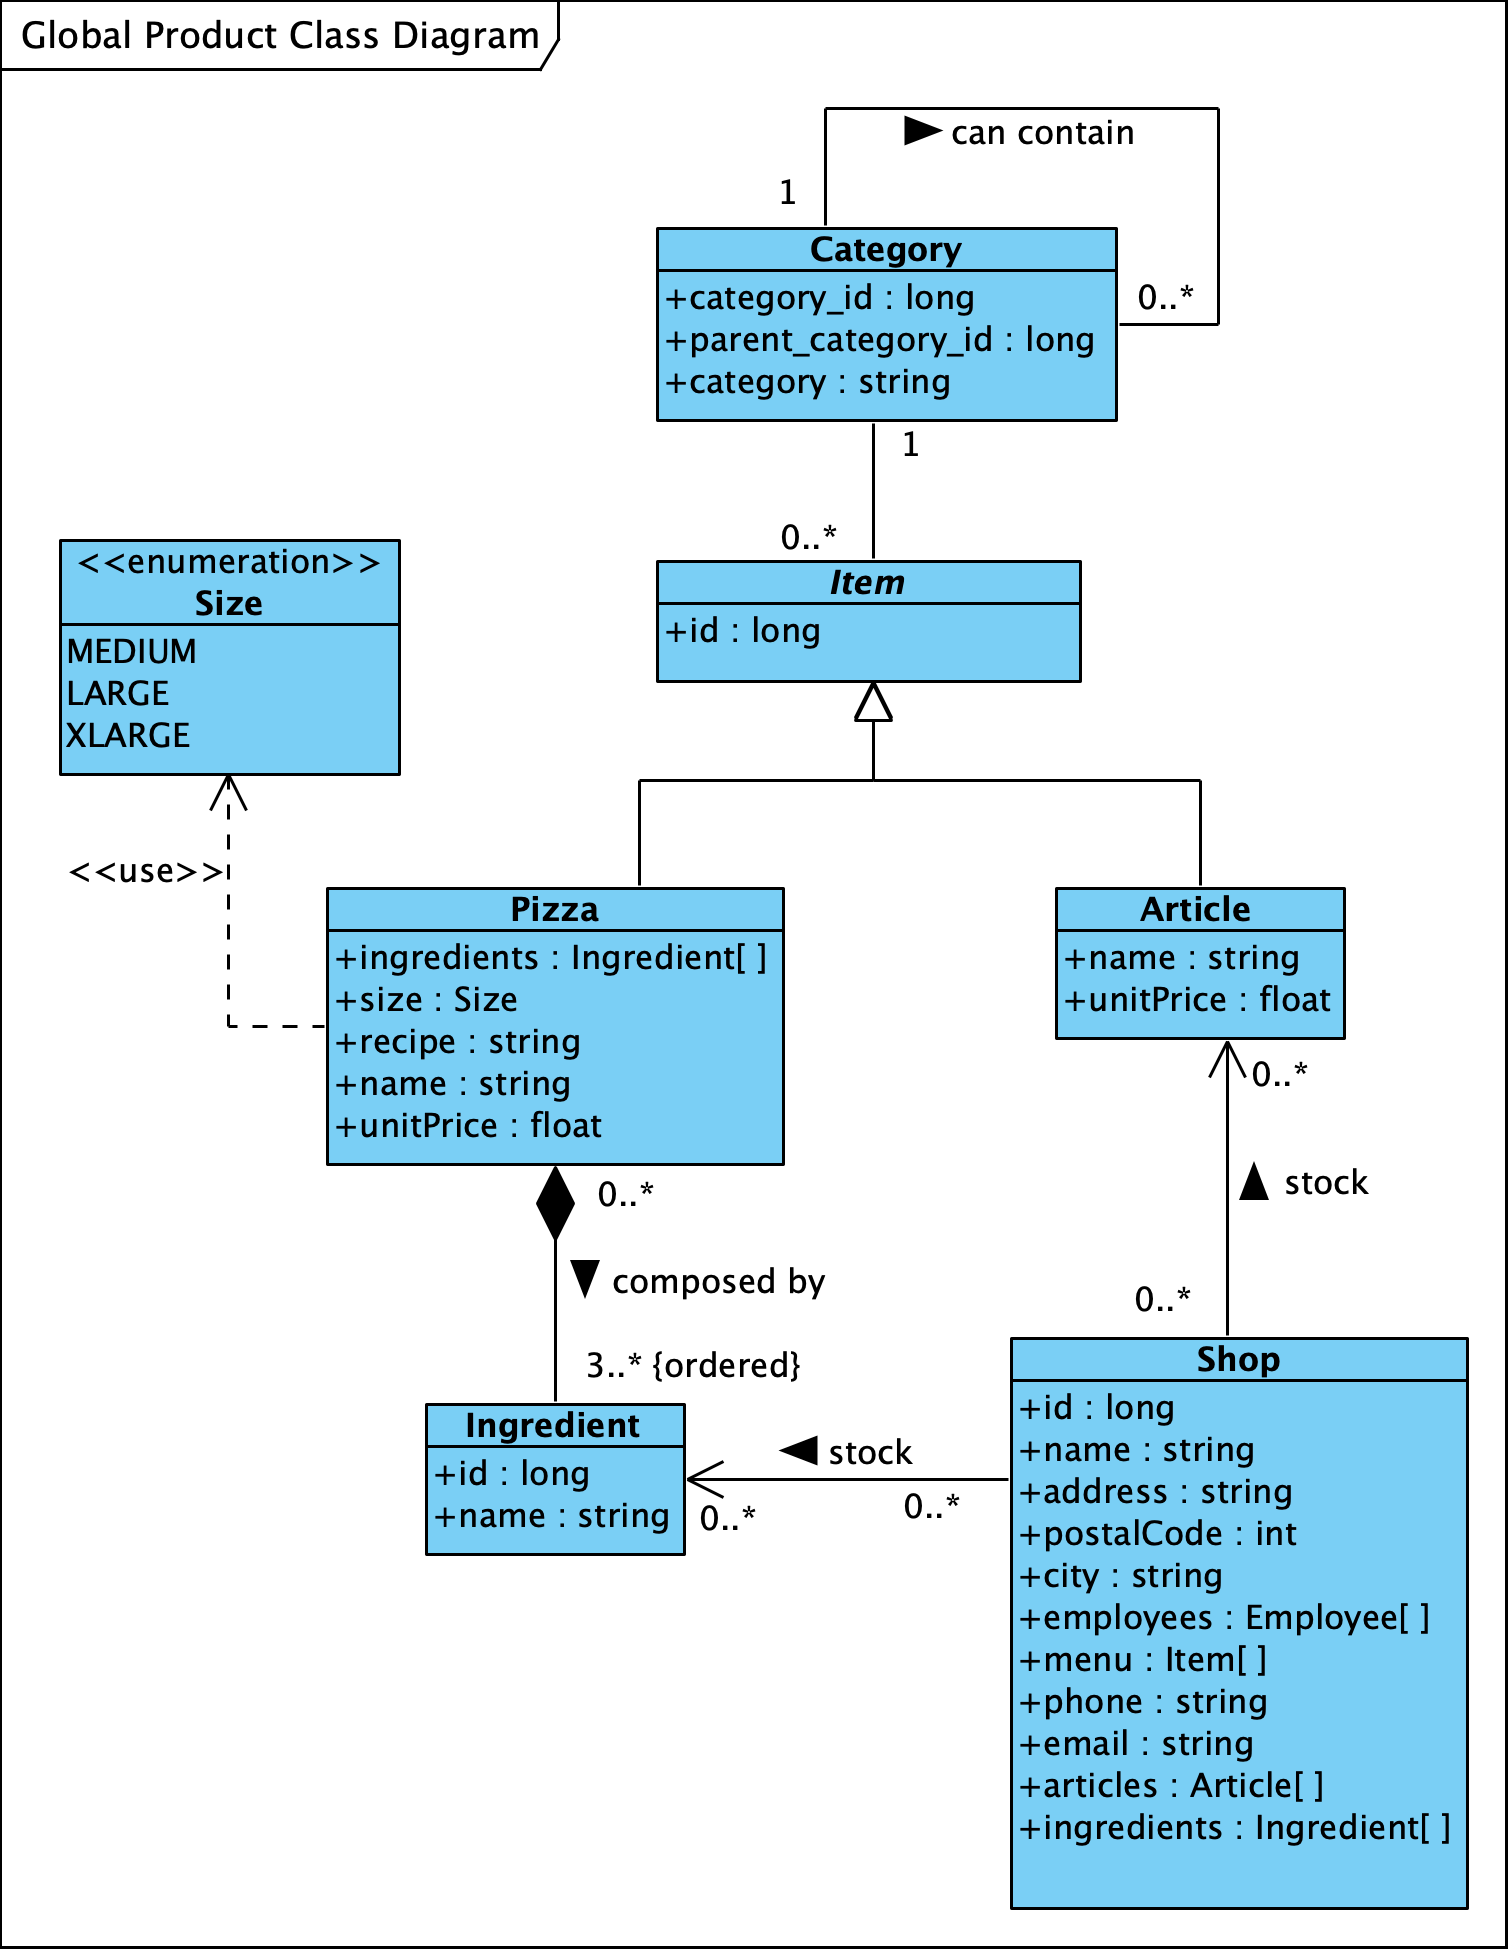 Global Product Class Diagram
can contain
1
Category
+category_id : long
+parent_category_id : long
+category : string
0..*
1
0..*
Item
+id : long
<<enumeration>>
Size
MEDIUM
LARGE
XLARGE
<<use>>
Pizza
+ingredients : Ingredient[ ]
+size : Size
+recipe : string
+name : string
+unitPrice : float
Article
+name : string
+unitPrice : float
0..*
stock
0..*
0..*
composed by
3..* {ordered}
Ingredient
+id : long
+name : string
stock
0..*
0..*
Shop
+id : long
+name : string
+address : string
+postalCode : int
+city : string
+employees : Employee[ ]
+menu : Item[ ]
+phone : string
+email : string
+articles : Article[ ]
+ingredients : Ingredient[ ]